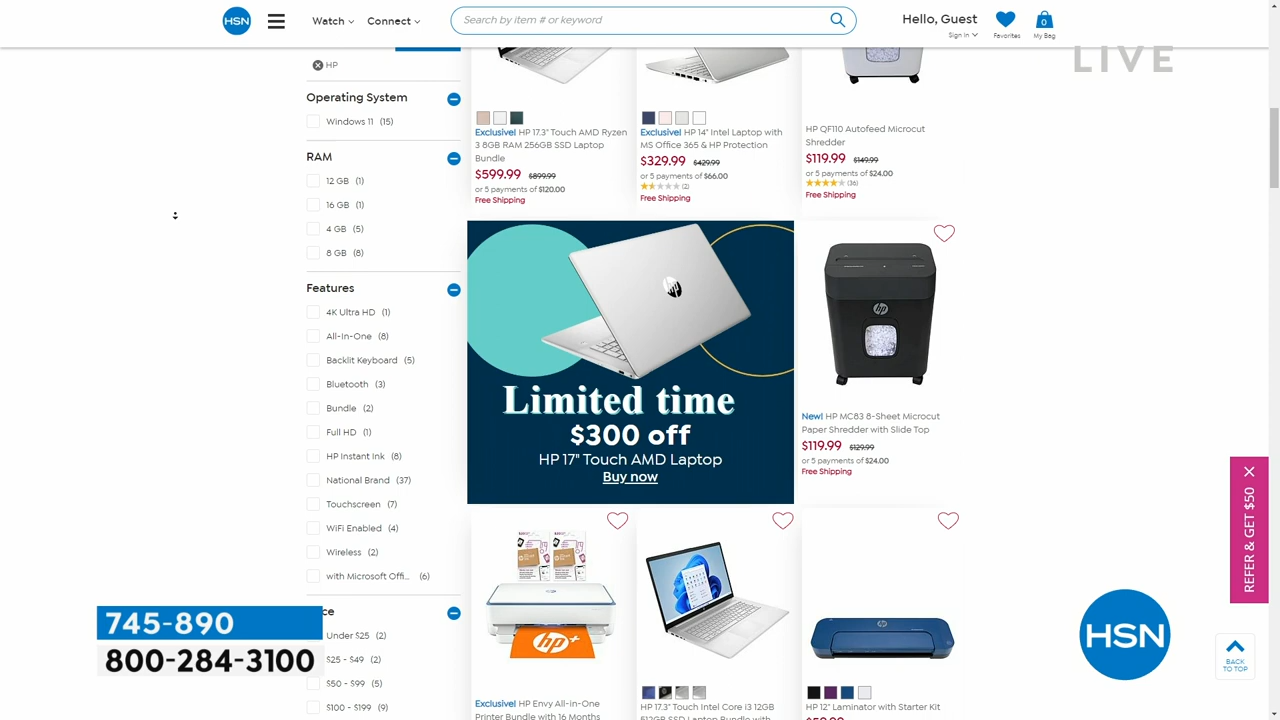 HSN
Watch
Connect
Search by item # or keyword
Hello, Guest
Sign In
Favorites
0
My Bag
LIVE
HP
Operating System
Windows 11 (15)
RAM
12 GB (1)
16 GB (1)
4 GB (5)
8 GB (8)
Features
4K Ultra HD (1)
All-In-One (8)
Backlit Keyboard (5)
Bluetooth (3)
Bundle (2)
Full HD (1)
HP Instant Ink (8)
National Brand (37)
Touchscreen (7)
WiFi Enabled (4)
Wireless (2)
with Microsoft Offi... (6)
ce
Under $25 (2)
$25 - $49 (2)
$50 - $99 (5)
$100 - $199 (9)
Exclusive! HP 17.3" Touch AMD Ryzen
3 8GB RAM 256GB SSD Laptop
Bundle
$599.99 $899.99
or 5 payments of $120.00
Free Shipping
Exclusive! HP 14" Intel Laptop with
MS Office 365 & HP Protection
$329.99 $429.99
or 5 payments of $66.00
(2)
Free Shipping
HP QF110 Autofeed Microcut
Shredder
$119.99 $149.99
or 5 payments of $24.00
(36)
Free Shipping
hp
Limited time
$300 off
HP 17" Touch AMD Laptop
Buy now
hp
New! HP MC83 8-Sheet Microcut
Paper Shredder with Slide Top
$119.99 $129.99
or 5 payments of $24.00
Free Shipping
hp+
Exclusive! HP Envy All-in-One
Printer Bundle with 16 Months
HP 17.3" Touch Intel Core i3 12GB
512GB SSD Laptop Bundle with
hp
HP 12" Laminator with Starter Kit
REFER & GET $50
745-890
800-284-3100
HSN
BACK
TO TOP